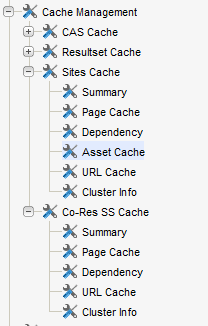 Cache Management
CAS Cache
Resultset Cache
Sites Cache
Summary
Page Cache
Dependency
Asset Cache
URL Cache
Cluster Info
Co-Res SS Cache
Summary
Page Cache
Dependency
URL Cache
Cluster Info